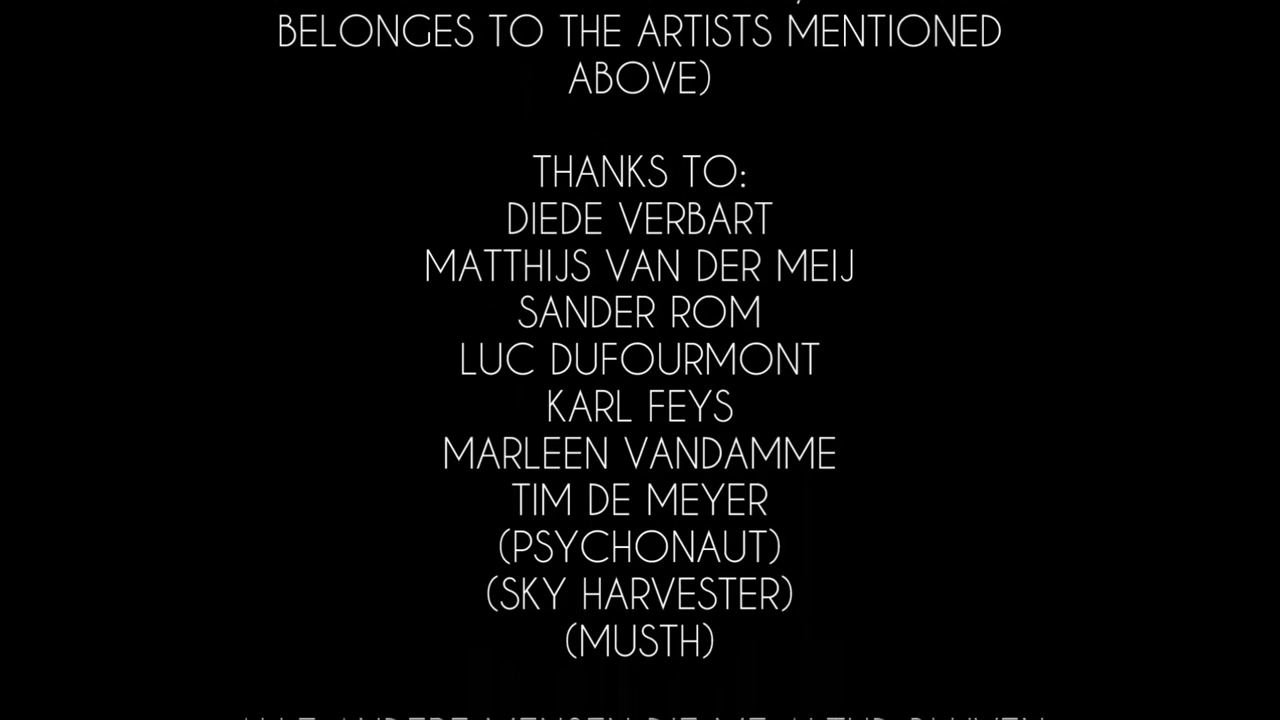 BELONGES TO THE ARTISTS MENTIONED
ABOVE)
THANKS TO:
DIEDE VERBART
MATTHIJS VAN DER MEIJ
SANDER ROM
LUC DUFOURMONT
KARL FEYS
MARLEEN VANDAMME
TIM DE MEYER
(PSYCHONAUT)
(SKY HARVESTER)
(MUSTH)